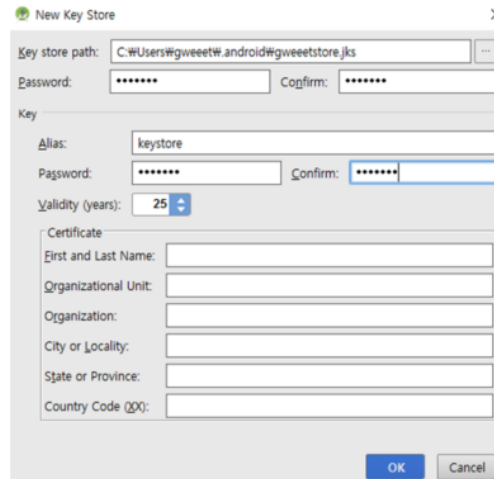 New Key Store
Key store path: C:₩Users₩gweeet₩.android₩gweeetstore.jks ...
Password: ••••••• Confirm: •••••••
Key
Alias: keystore
Password: ••••••• Confirm: •••••••
Validity (years): 25
Certificate
First and Last Name:
Organizational Unit:
Organization:
City or Locality:
State or Province:
Country Code (XX):
OK Cancel